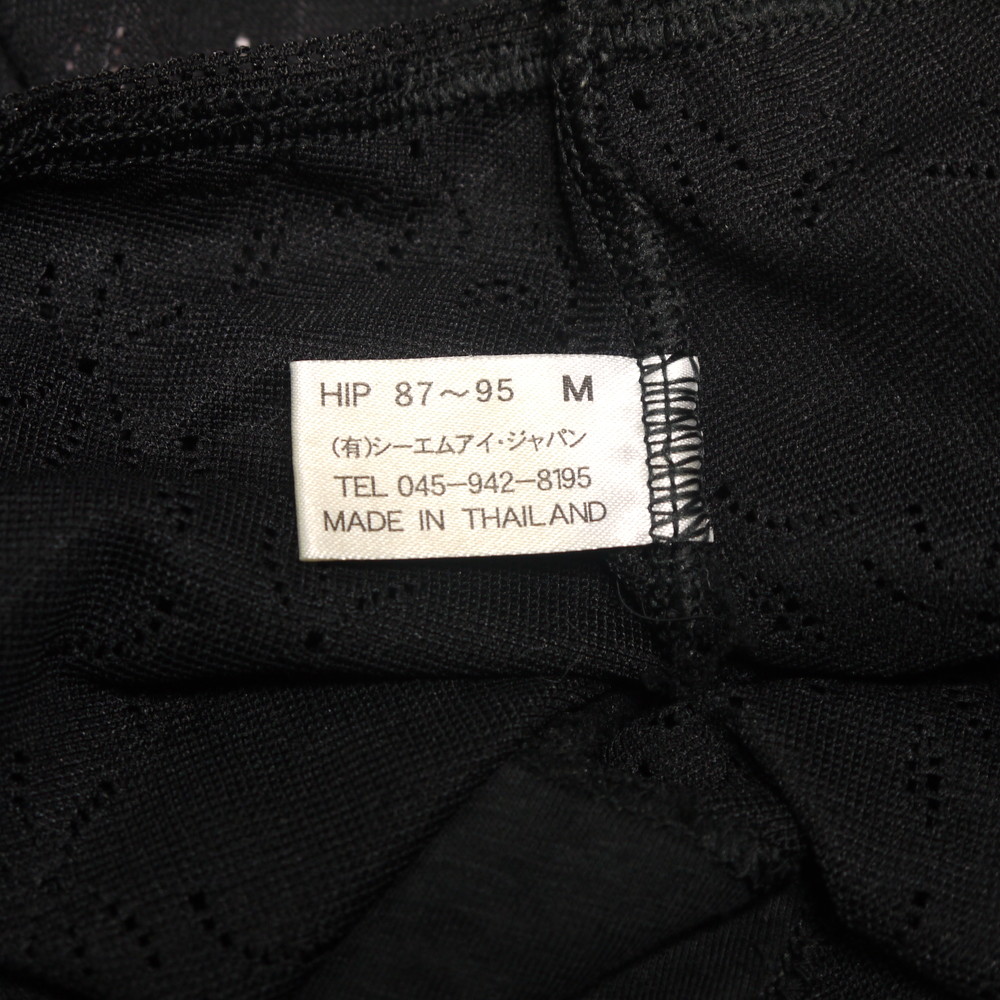 HIP 87～95 M
(有)シーエムアイ・ジャパン
TEL 045-942-8195
MADE IN THAILAND